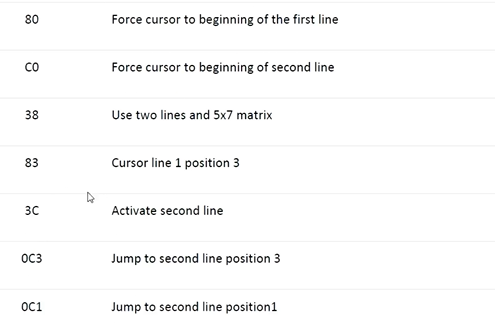 80 Force cursor to beginning of the first line
C0 Force cursor to beginning of second line
38 Use two lines and 5x7 matrix
83 Cursor line 1 position 3
3C Activate second line
0C3 Jump to second line position 3
0C1 Jump to second line position1